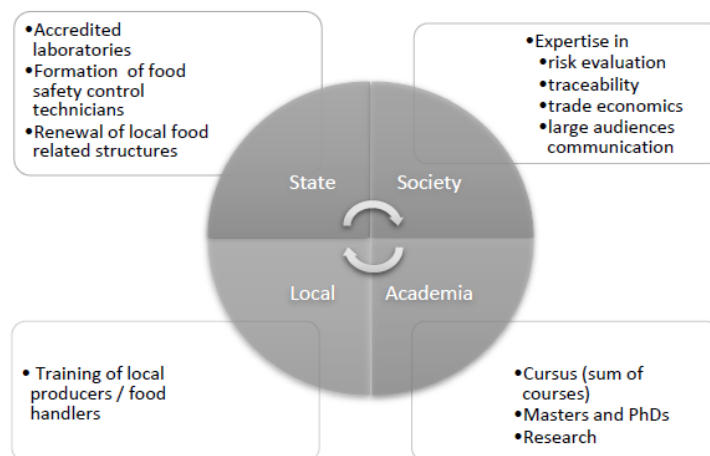 •Accredited
laboratories
•Formation of food
safety control
technicians
•Renewal of local food
related structures
•Expertise in
•risk evaluation
•traceability
•trade economics
•large audiences
communication
State
Society
Local
Academia
• Training of local
producers / food
handlers
•Cursus (sum of
courses)
•Masters and PhDs
•Research